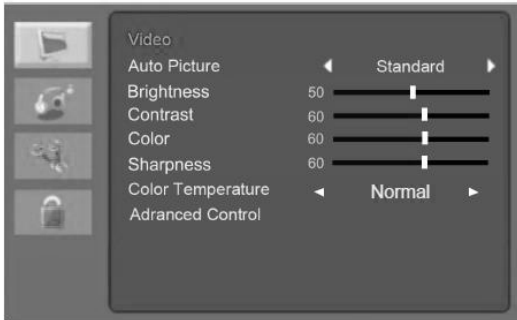 Video
Auto Picture Standard
Brightness 50
Contrast 60
Color 60
Sharpness 60
Color Temperature Normal
Adranced Control